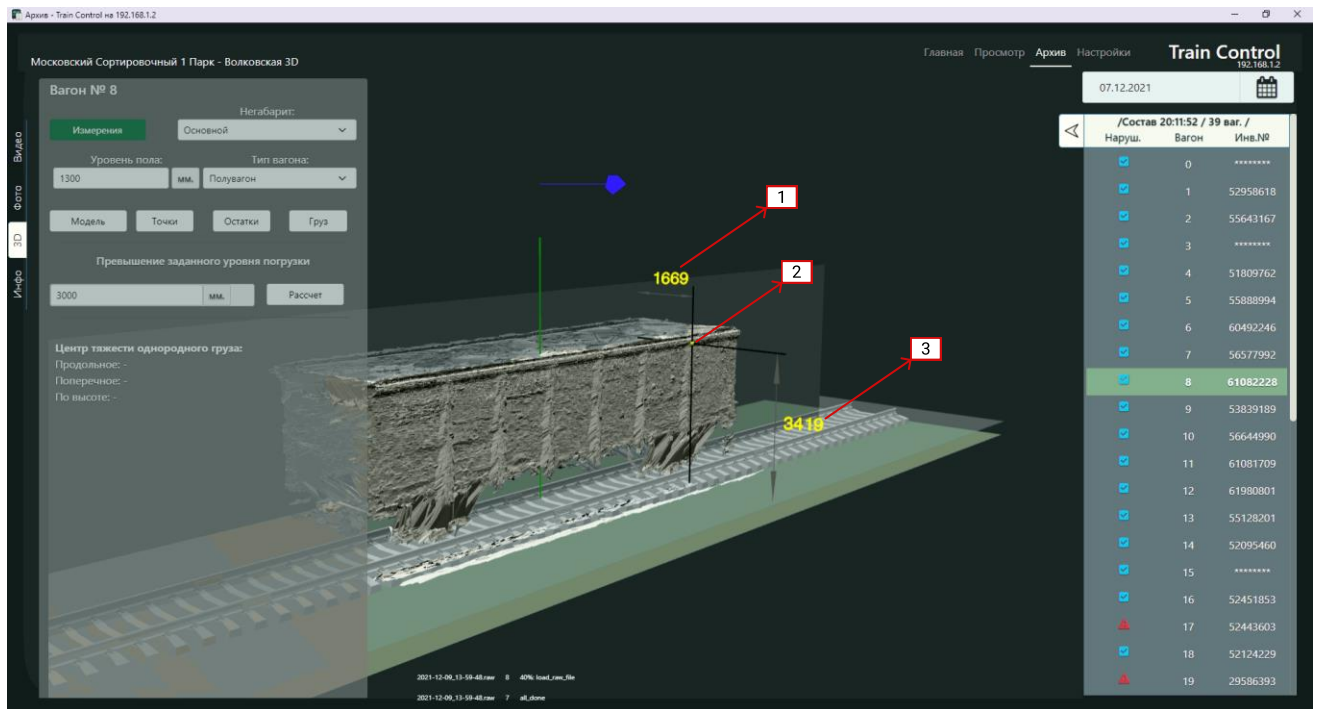 Архив - Train Control на 192.168.1.2
Главная Просмотр Архив Настройки
Train Control
192.168.1.2
Московский Сортировочный 1 Парк - Волковская 3D
Видео
Фото
3D
Инфо
Вагон № 8
Негабарит:
Измерения Основной
Уровень пола: Тип вагона:
1300 мм. Полувагон
Модель Точки Остатки Груз
Превышение заданного уровня погрузки
3000 мм. Рассчет
Центр тяжести однородного груза:
Продольное: -
Поперечное: -
По высоте: -
1
1669
2
3
3419
2021-12-09_13-59-48.raw 8 40%: load_raw_file
2021-12-09_13-59-48.raw 7 all_done
07.12.2021
/Состав 20:11:52 / 39 ваг. /
Наруш. Вагон Инв.№
0 ********
1 52958618
2 55643167
3 ********
4 51809762
5 55888994
6 60492246
7 56577992
8 61082228
9 53839189
10 56644990
11 61081709
12 61980801
13 55128201
14 52095460
15 ********
16 52451853
17 52443603
18 52124229
19 29586393